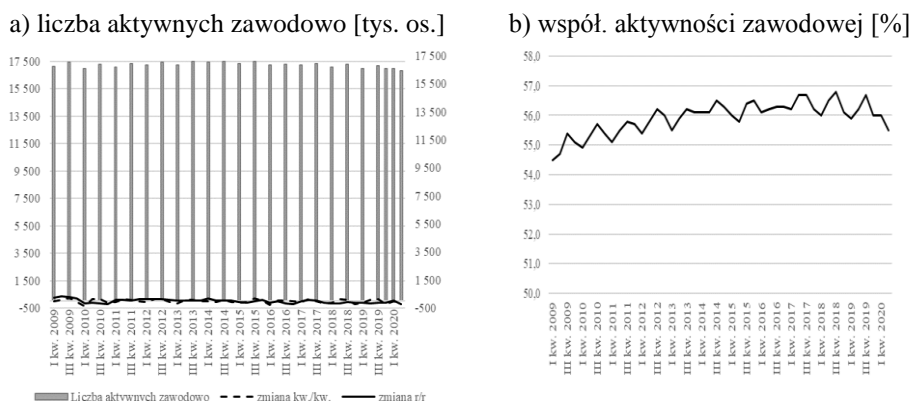 a) liczba aktywnych zawodowo [tys. os.]
b) współ. aktywności zawodowej [%]
17 500
15 500
13 500
11 500
9 500
7 500
5 500
3 500
1 500
-500
17 500
15 500
13 500
11 500
9 500
7 500
5 500
3 500
1 500
-500
I kw. 2009
III kw. 2009
I kw. 2010
III kw. 2010
I kw. 2011
III kw. 2011
I kw. 2012
III kw. 2012
I kw. 2013
III kw. 2013
I kw. 2014
III kw. 2014
I kw. 2015
III kw. 2015
I kw. 2016
III kw. 2016
I kw. 2017
III kw. 2017
I kw. 2018
III kw. 2018
I kw. 2019
III kw. 2019
I kw. 2020
Liczba aktywnych zawodowo
zmiana kw./kw.
zmiana r/r
58,0
57,0
56,0
55,0
54,0
53,0
52,0
51,0
50,0
I kw. 2009
III kw. 2009
I kw. 2010
III kw. 2010
I kw. 2011
III kw. 2011
I kw. 2012
III kw. 2012
I kw. 2013
III kw. 2013
I kw. 2014
III kw. 2014
I kw. 2015
III kw. 2015
I kw. 2016
III kw. 2016
I kw. 2017
III kw. 2017
I kw. 2018
III kw. 2018
I kw. 2019
III kw. 2019
I kw. 2020